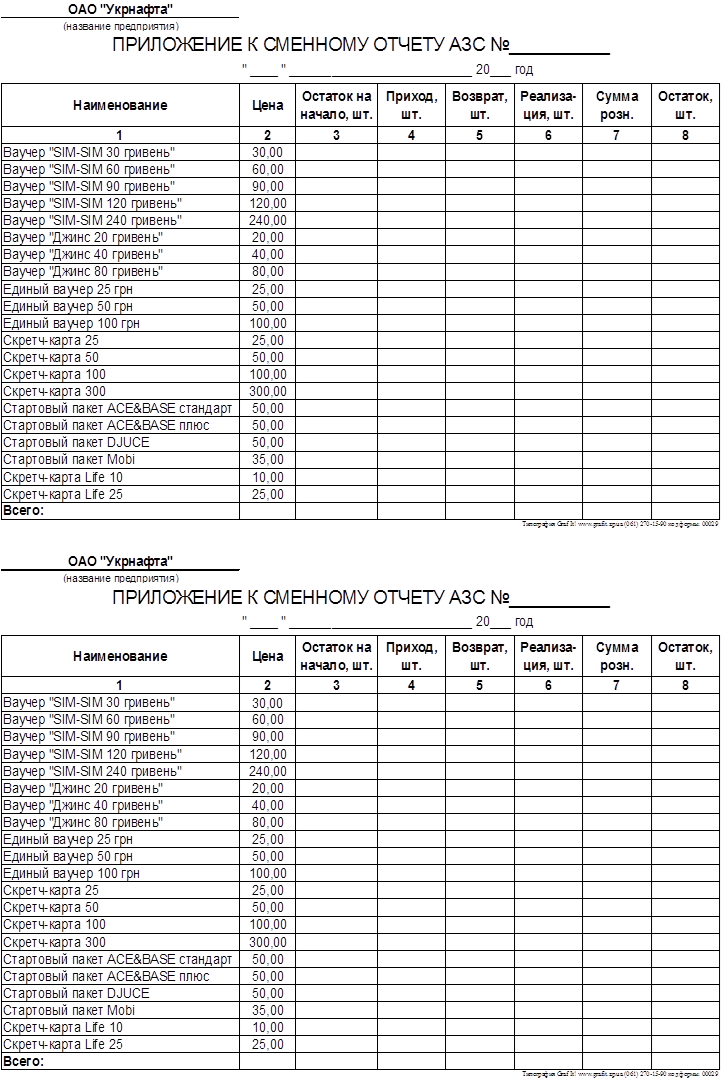 ОАО "Укрнафта"
(название предприятия)
ПРИЛОЖЕНИЕ К СМЕННОМУ ОТЧЕТУ АЗС №__________
" ____ " __________________________ 20___ год
Наименование Цена Остаток на начало, шт. Приход, шт. Возврат, шт. Реализа-ция, шт. Сумма розн. Остаток, шт.
1 2 3 4 5 6 7 8
Ваучер "SIM-SIM 30 гривень" 30,00
Ваучер "SIM-SIM 60 гривень" 60,00
Ваучер "SIM-SIM 90 гривень" 90,00
Ваучер "SIM-SIM 120 гривень" 120,00
Ваучер "SIM-SIM 240 гривень" 240,00
Ваучер "Джинс 20 гривень" 20,00
Ваучер "Джинс 40 гривень" 40,00
Ваучер "Джинс 80 гривень" 80,00
Единый ваучер 25 грн 25,00
Единый ваучер 50 грн 50,00
Единый ваучер 100 грн 100,00
Скретч-карта 25 25,00
Скретч-карта 50 50,00
Скретч-карта 100 100,00
Скретч-карта 300 300,00
Стартовый пакет ACE&BASE стандарт 50,00
Стартовый пакет ACE&BASE плюс 50,00
Стартовый пакет DJUCE 50,00
Стартовый пакет Mobi 35,00
Скретч-карта Life 10 10,00
Скретч-карта Life 25 25,00
Всего:
Типография Graf It! www.grafit.zp.ua (061) 270-15-90 код формы: 00029
ОАО "Укрнафта"
(название предприятия)
ПРИЛОЖЕНИЕ К СМЕННОМУ ОТЧЕТУ АЗС №__________
" ____ " __________________________ 20___ год
Наименование Цена Остаток на начало, шт. Приход, шт. Возврат, шт. Реализа-ция, шт. Сумма розн. Остаток, шт.
1 2 3 4 5 6 7 8
Ваучер "SIM-SIM 30 гривень" 30,00
Ваучер "SIM-SIM 60 гривень" 60,00
Ваучер "SIM-SIM 90 гривень" 90,00
Ваучер "SIM-SIM 120 гривень" 120,00
Ваучер "SIM-SIM 240 гривень" 240,00
Ваучер "Джинс 20 гривень" 20,00
Ваучер "Джинс 40 гривень" 40,00
Ваучер "Джинс 80 гривень" 80,00
Единый ваучер 25 грн 25,00
Единый ваучер 50 грн 50,00
Единый ваучер 100 грн 100,00
Скретч-карта 25 25,00
Скретч-карта 50 50,00
Скретч-карта 100 100,00
Скретч-карта 300 300,00
Стартовый пакет ACE&BASE стандарт 50,00
Стартовый пакет ACE&BASE плюс 50,00
Стартовый пакет DJUCE 50,00
Стартовый пакет Mobi 35,00
Скретч-карта Life 10 10,00
Скретч-карта Life 25 25,00
Всего:
Типография Graf It! www.grafit.zp.ua (061) 270-15-90 код формы: 00029